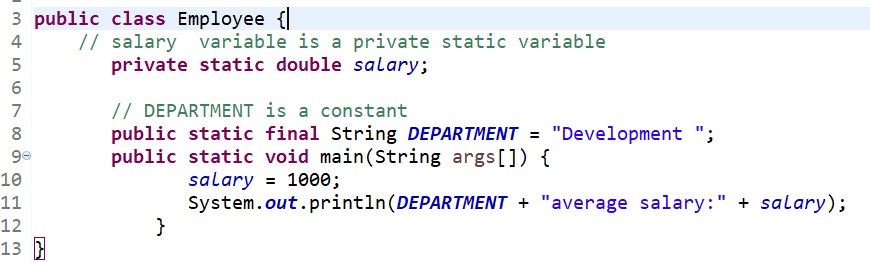 3 public class Employee {
4 // salary  variable is a private static variable
5 private static double salary;
6
7 // DEPARTMENT is a constant
8 public static final String DEPARTMENT = "Development ";
9 public static void main(String args[]) {
10 salary = 1000;
11 System.out.println(DEPARTMENT + "average salary:" + salary);
12 }
13 }